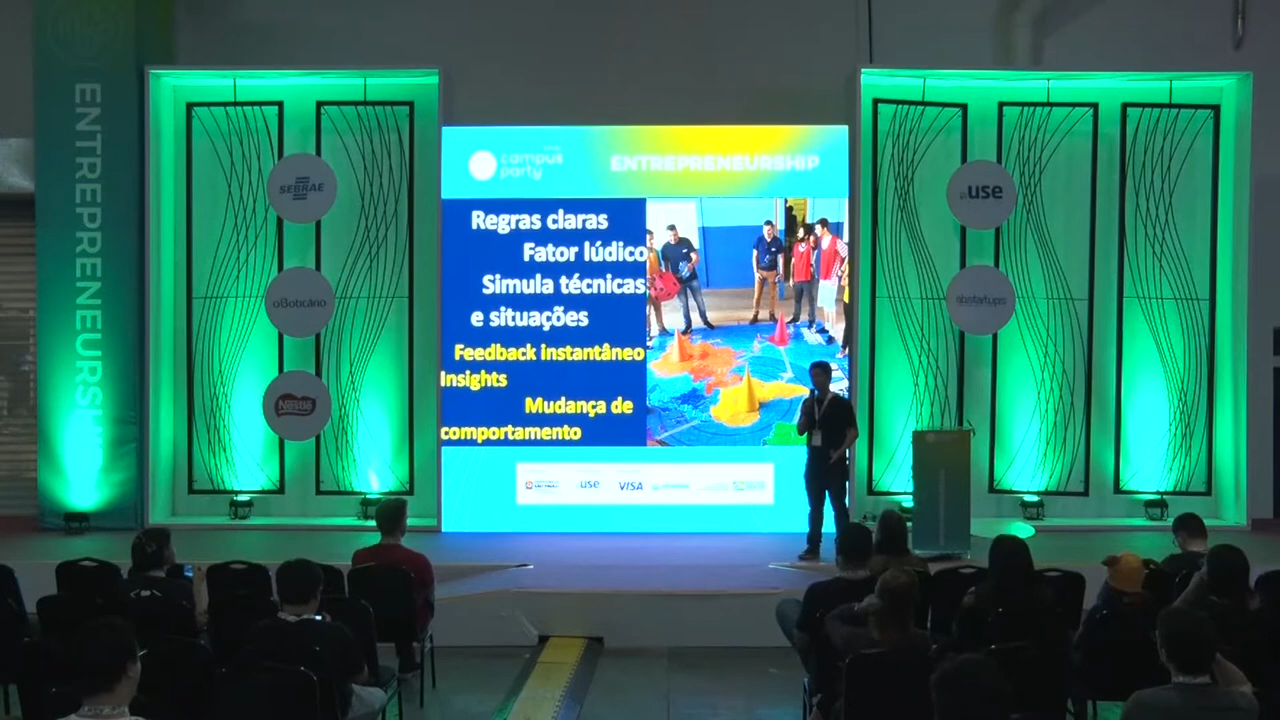 ENTREPRENEURSHIP
campus
party
ENTREPRENEURSHIP
SEBRAE
oBoticário
Nestlé
Regras claras
Fator lúdico
Simula técnicas
e situações
Feedback instantâneo
Insights
Mudança de
comportamento
use
VISA
use
abstartups